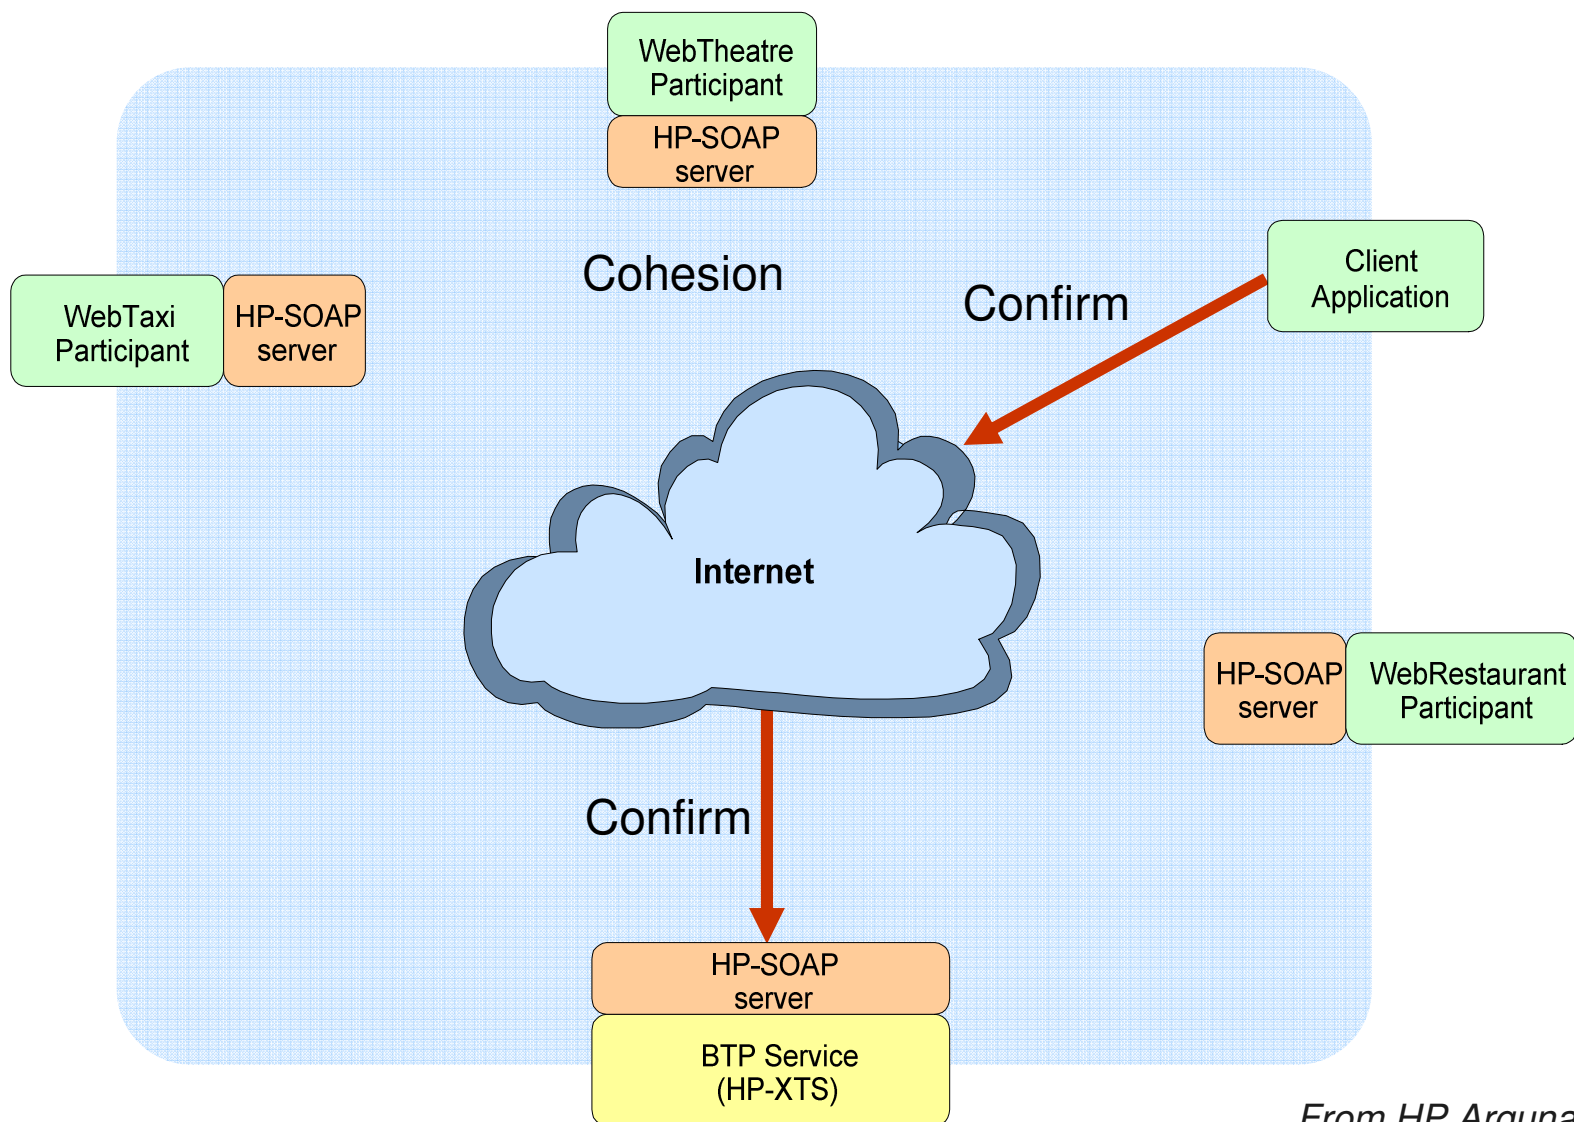 WebTheatre
Participant
HP-SOAP
server
Cohesion
Confirm
Client
Application
WebTaxi
Participant
HP-SOAP
server
Internet
HP-SOAP
server
WebRestaurant
Participant
Confirm
HP-SOAP
server
BTP Service
(HP-XTS)
From HP Arjuna